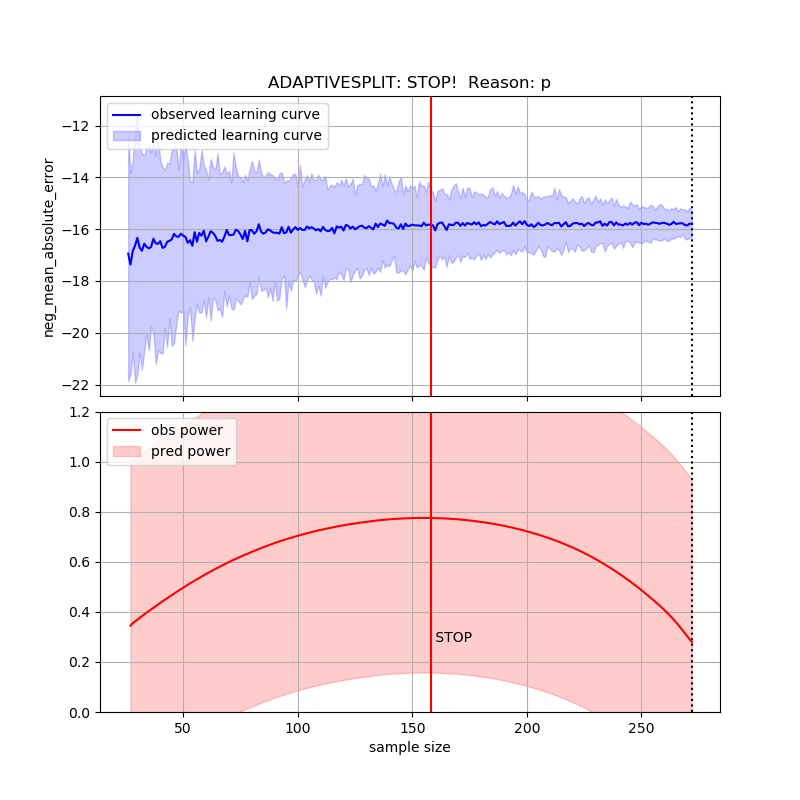 ADAPTIVESPLIT: STOP!  Reason: p
observed learning curve
predicted learning curve
neg_mean_absolute_error
−12
−14
−16
−18
−20
−22
obs power
pred power
1.2
1.0
0.8
0.6
0.4
0.2
0.0
STOP
50 100 150 200 250
sample size